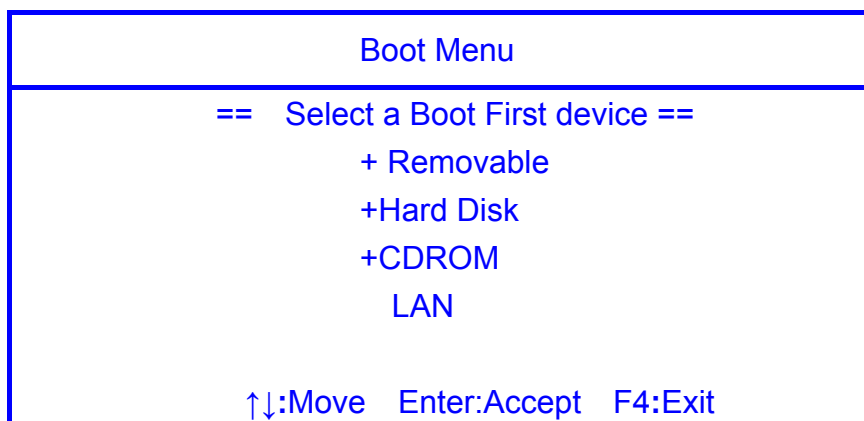 Boot Menu
== Select a Boot First device ==
+ Removable
+Hard Disk
+CDROM
LAN
↑↓:Move Enter:Accept F4:Exit